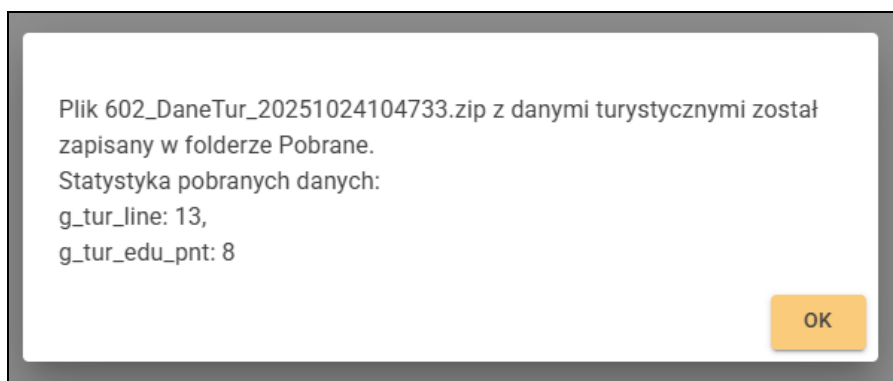 Plik 602_DaneTur_20251024104733.zip z danymi turystycznymi został
zapisany w folderze Pobrane.
Statystyka pobranych danych:
g_tur_line: 13,
g_tur_edu_pnt: 8
OK